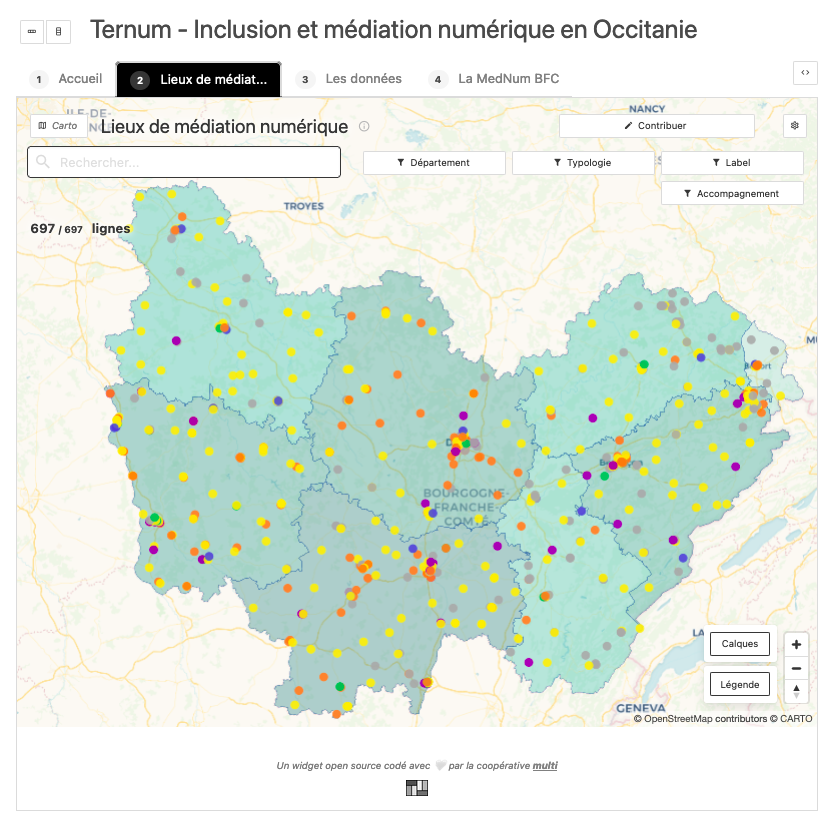 Ternum - Inclusion et médiation numérique en Occitanie
1 Accueil
2 Lieux de médiat...
3 Les données
4 La MedNum BFC
NANCY
Carto
Lieux de médiation numérique
Contribuer
Rechercher...
Département
Typologie
Label
Accompagnement
TROYES
697 / 697 lignes
BOURGOGNE-
FRANCHE-
COMTÉ
LA
Calques
Légende
GENEVA
© OpenStreetMap contributors © CARTO
Un widget open source codé avec 🤍 par la coopérative multi